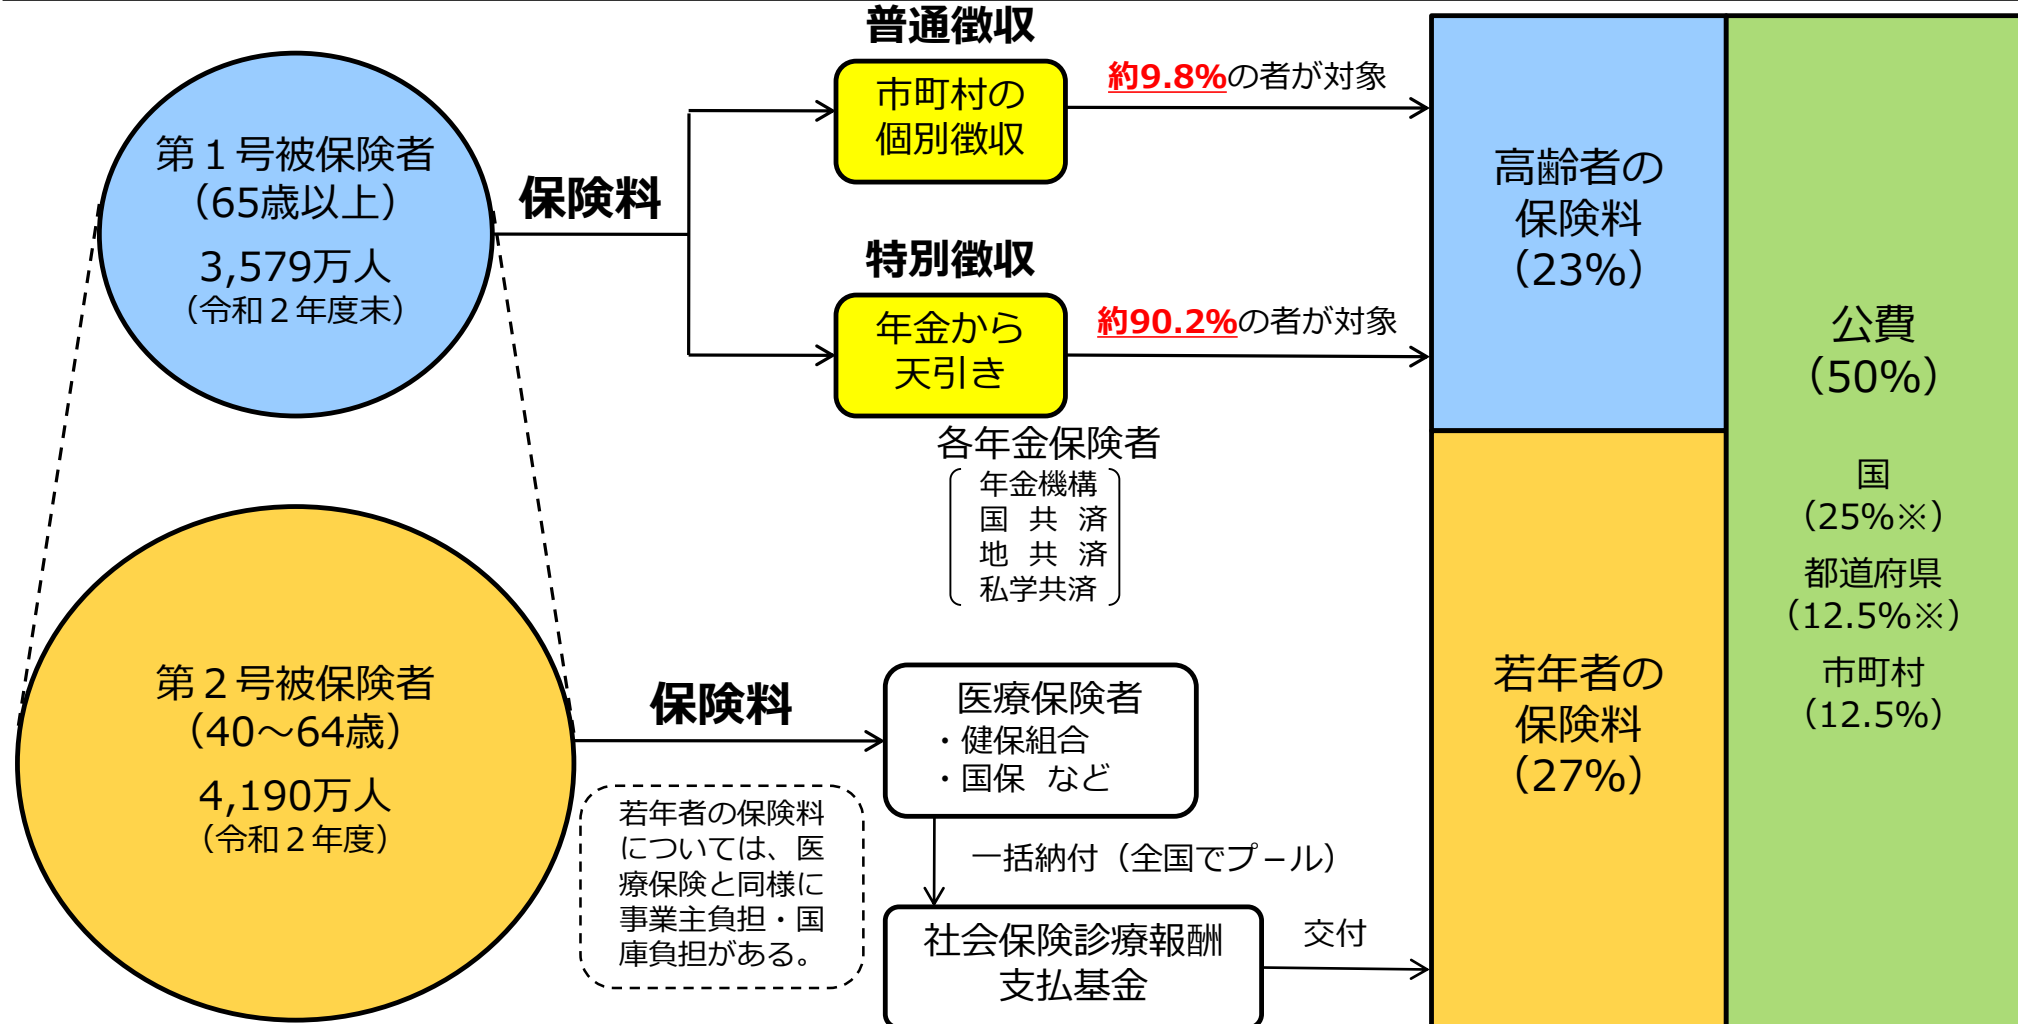 普通徴収
市町村の
個別徴収
約9.8%の者が対象
第１号被保険者
（65歳以上）
3,579万人
（令和２年度末）
保険料
特別徴収
年金から
天引き
約90.2%の者が対象
各年金保険者
年金機構
国 共 済
地 共 済
私学共済
第２号被保険者
（40～64歳）
4,190万人
（令和２年度）
保険料
医療保険者
・健保組合
・国保 など
若年者の保険料
については、医
療保険と同様に
事業主負担・国
庫負担がある。
一括納付（全国でプール）
社会保険診療報酬
支払基金
交付
高齢者の
保険料
（23%）
若年者の
保険料
（27%）
公費
（50%）
国
（25%※）
都道府県
（12.5%※）
市町村
（12.5%）